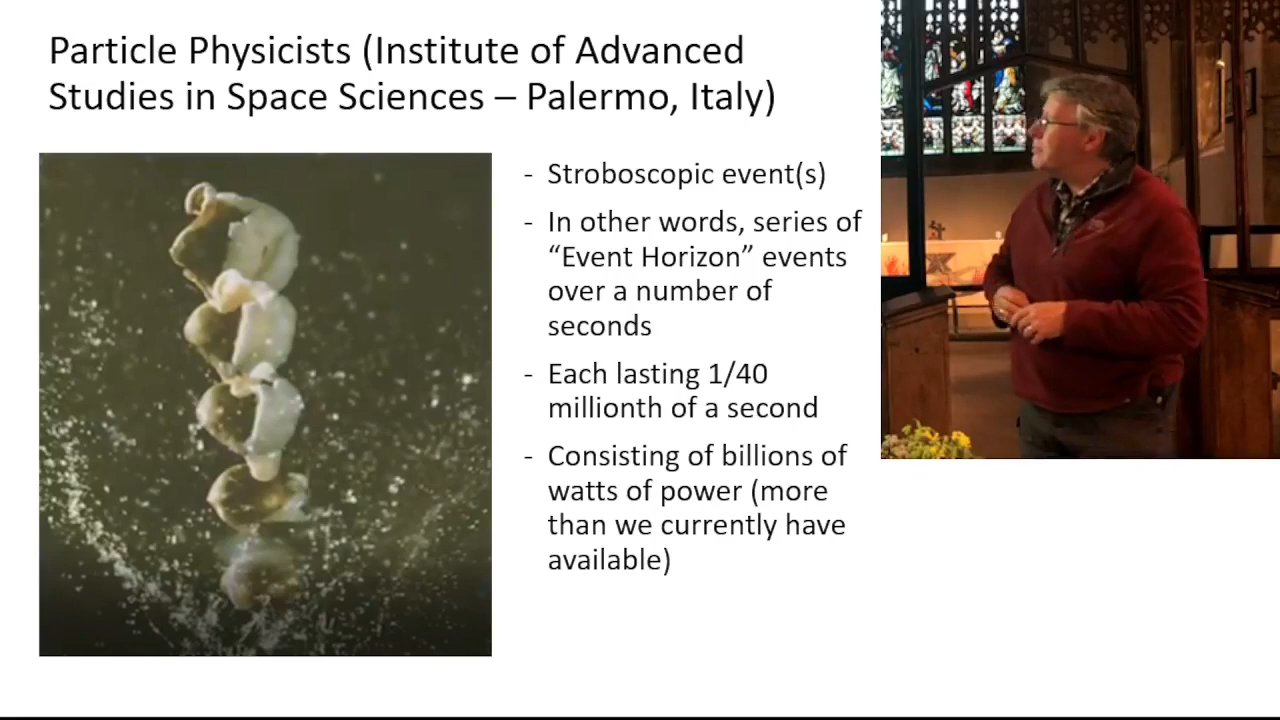 Particle Physicists (Institute of Advanced
Studies in Space Sciences – Palermo, Italy)
- Stroboscopic event(s)
- In other words, series of
“Event Horizon” events
over a number of
seconds
- Each lasting 1/40
millionth of a second
- Consisting of billions of
watts of power (more
than we currently have
available)